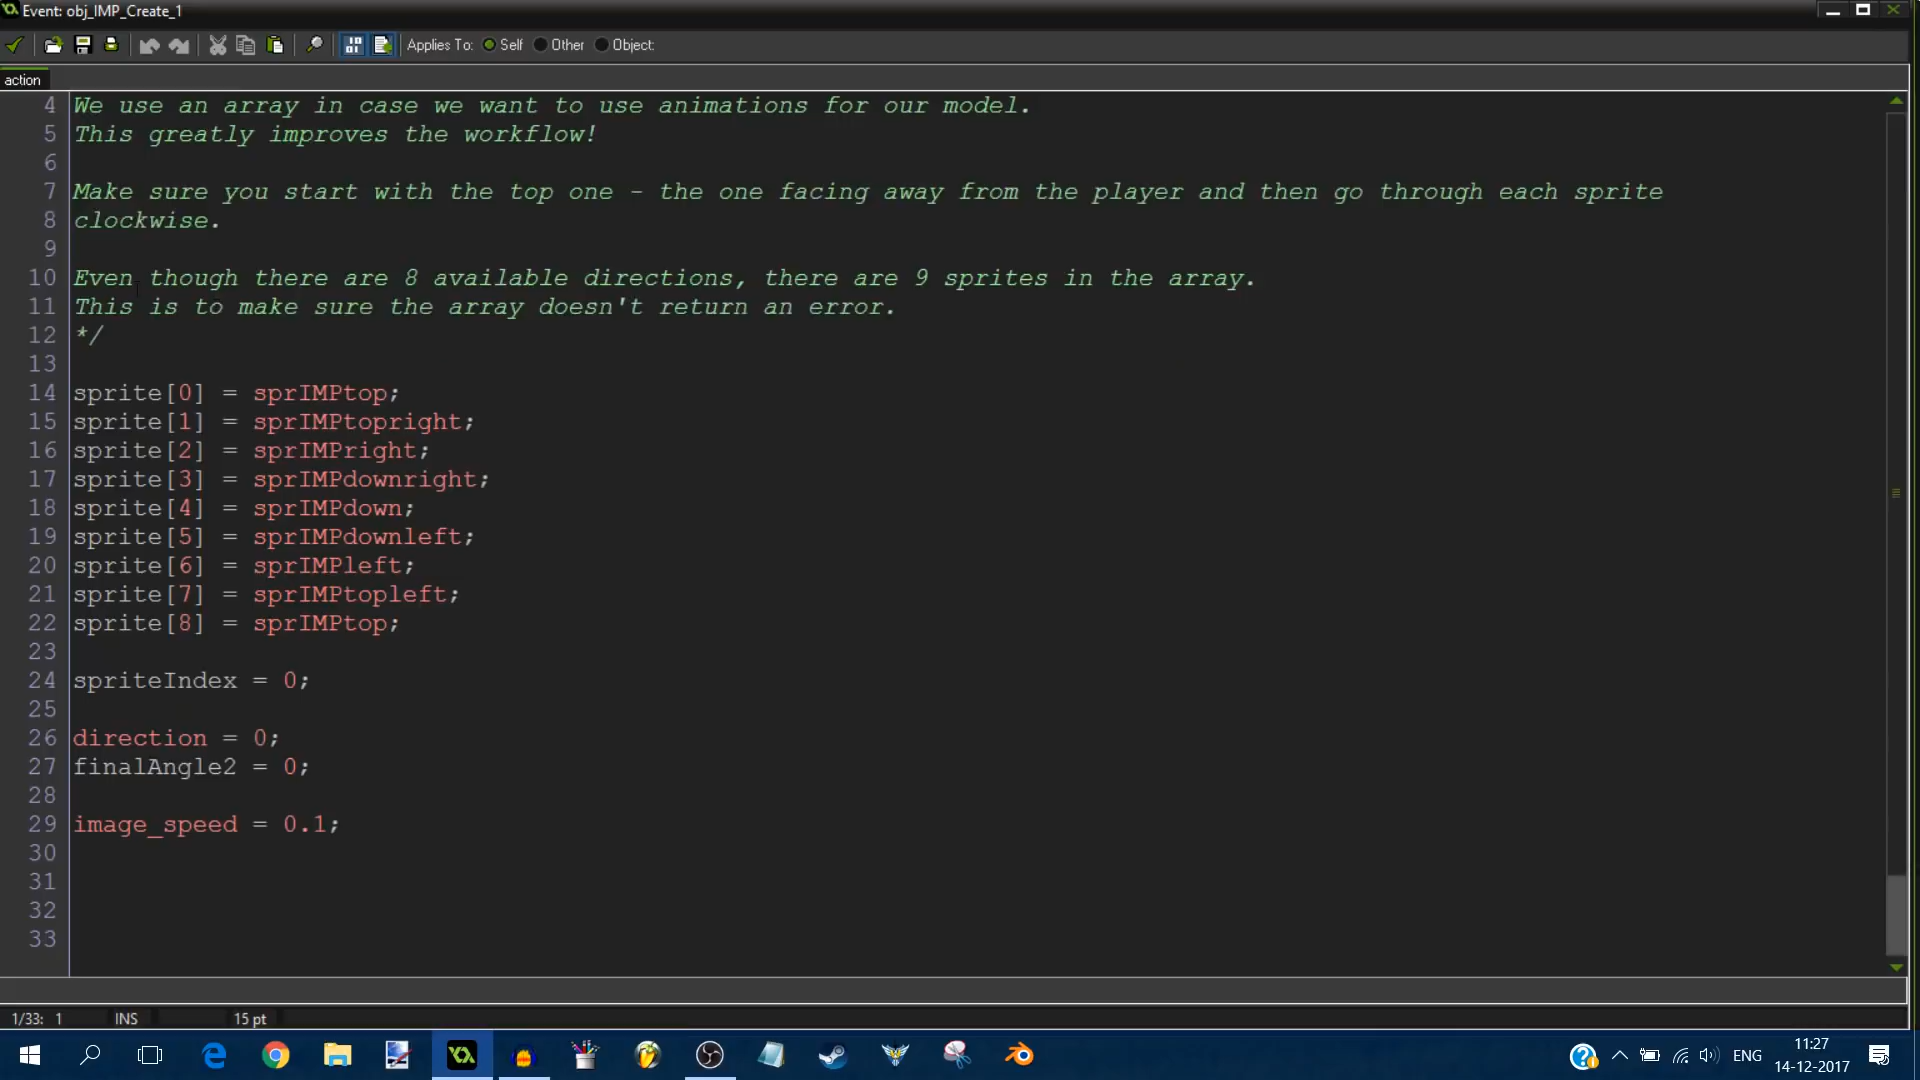 Event: obj_IMP_Create_1
Applies To: Self Other Object:
action
4 We use an array in case we want to use animations for our model.
5 This greatly improves the workflow!
6
7 Make sure you start with the top one - the one facing away from the player and then go through each sprite
8 clockwise.
9
10 Even though there are 8 available directions, there are 9 sprites in the array.
11 This is to make sure the array doesn't return an error.
12 */
13
14 sprite[0] = sprIMPtop;
15 sprite[1] = sprIMPtopright;
16 sprite[2] = sprIMPright;
17 sprite[3] = sprIMPdownright;
18 sprite[4] = sprIMPdown;
19 sprite[5] = sprIMPdownleft;
20 sprite[6] = sprIMPleft;
21 sprite[7] = sprIMPtopleft;
22 sprite[8] = sprIMPtop;
23
24 spriteIndex = 0;
25
26 direction = 0;
27 finalAngle2 = 0;
28
29 image_speed = 0.1;
30
31
32
33
1/33: 1 INS 15 pt
ENG 11:27
14-12-2017